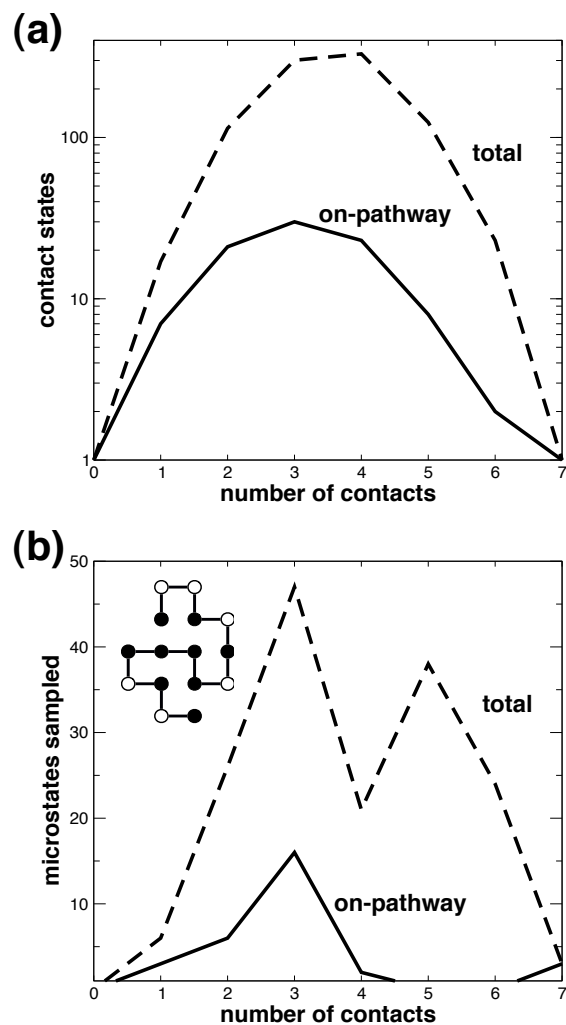 (a)
100
10
1
contact states
total
on-pathway
0 1 2 3 4 5 6 7
number of contacts
(b)
50
40
30
20
10
microstates sampled
total
on-pathway
0 1 2 3 4 5 6 7
number of contacts